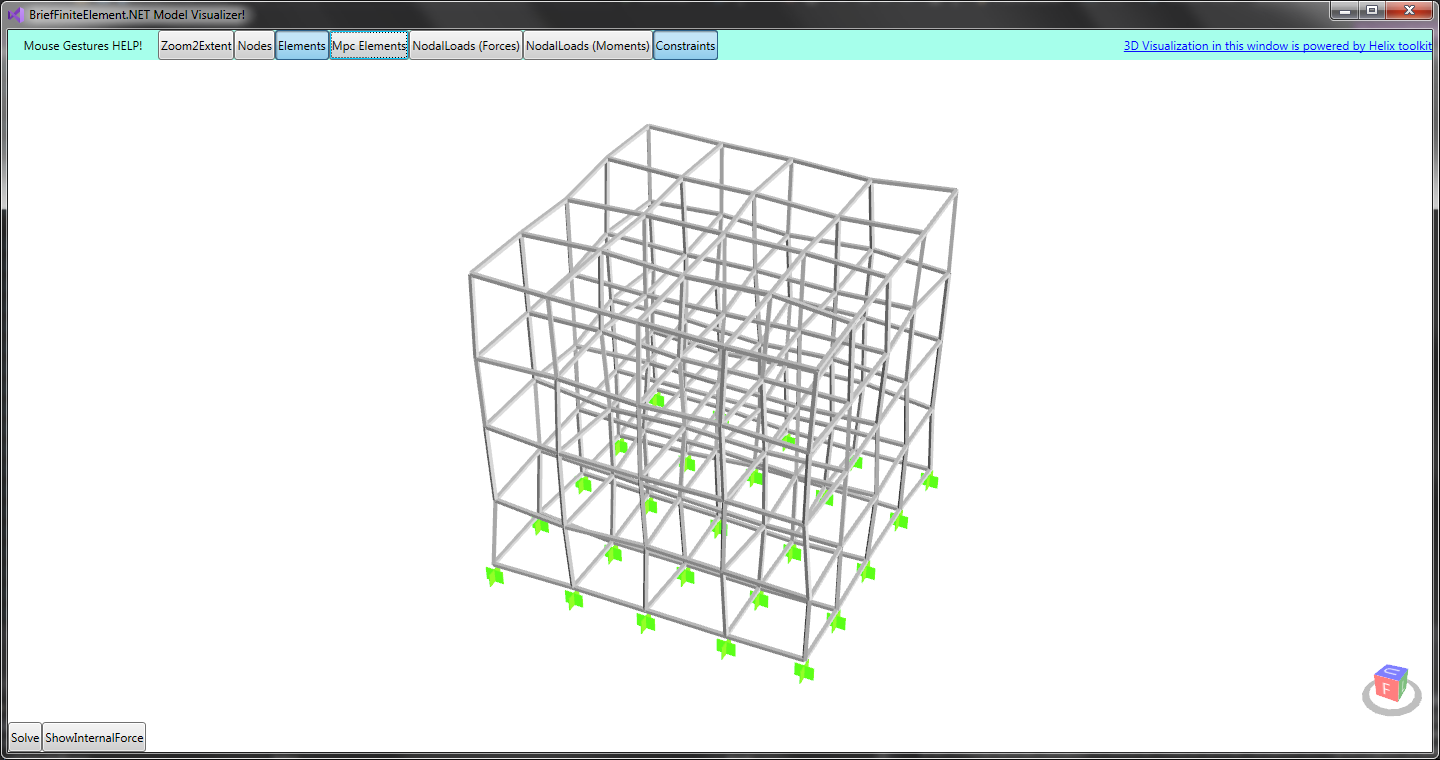 BriefFiniteElement.NET Model Visualizer!
Mouse Gestures HELP! Zoom2Extent Nodes Elements Mpc Elements NodalLoads (Forces) NodalLoads (Moments) Constraints 3D Visualization in this window is powered by Helix toolkit
U
F
Solve ShowInternalForce